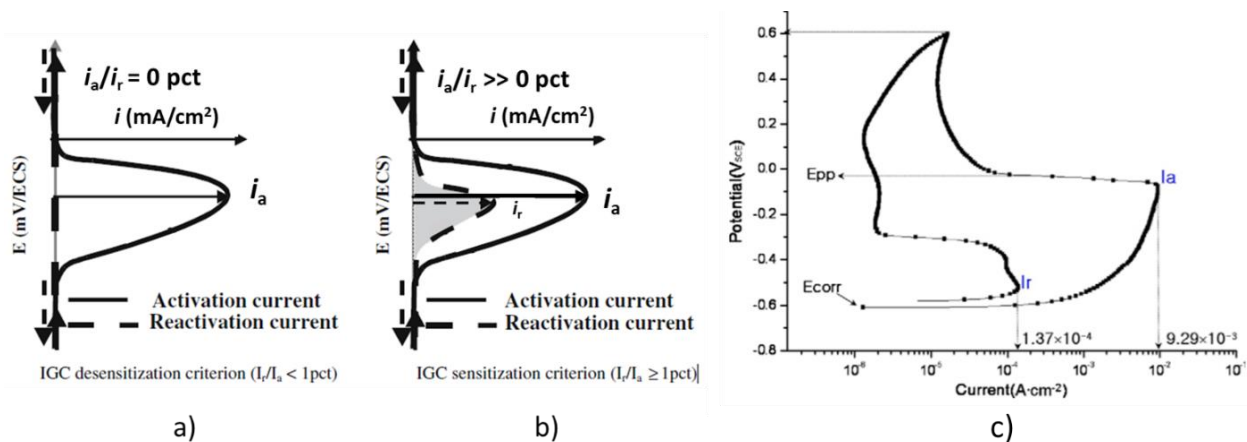 iₐ/iᵣ = 0 pct
i (mA/cm²)
E (mV/ECS)
iₐ
Activation current
Reactivation current
IGC desensitization criterion (Iᵣ/Iₐ < 1pct)
a)
iₐ/iᵣ >> 0 pct
i (mA/cm²)
E (mV/ECS)
iₐ
iᵣ
Activation current
Reactivation current
IGC sensitization criterion (Iᵣ/Iₐ ≥ 1pct)
b)
0.6
0.4
0.2
0.0
-0.2
-0.4
-0.6
-0.8
Potential(V_SCE)
Epp
Ia
Ecorr
Ir
1.37×10⁻⁴
9.29×10⁻³
10⁶
10⁻⁵
10⁻⁴
10⁻³
10⁻²
10⁻¹
Current(A·cm⁻²)
c)